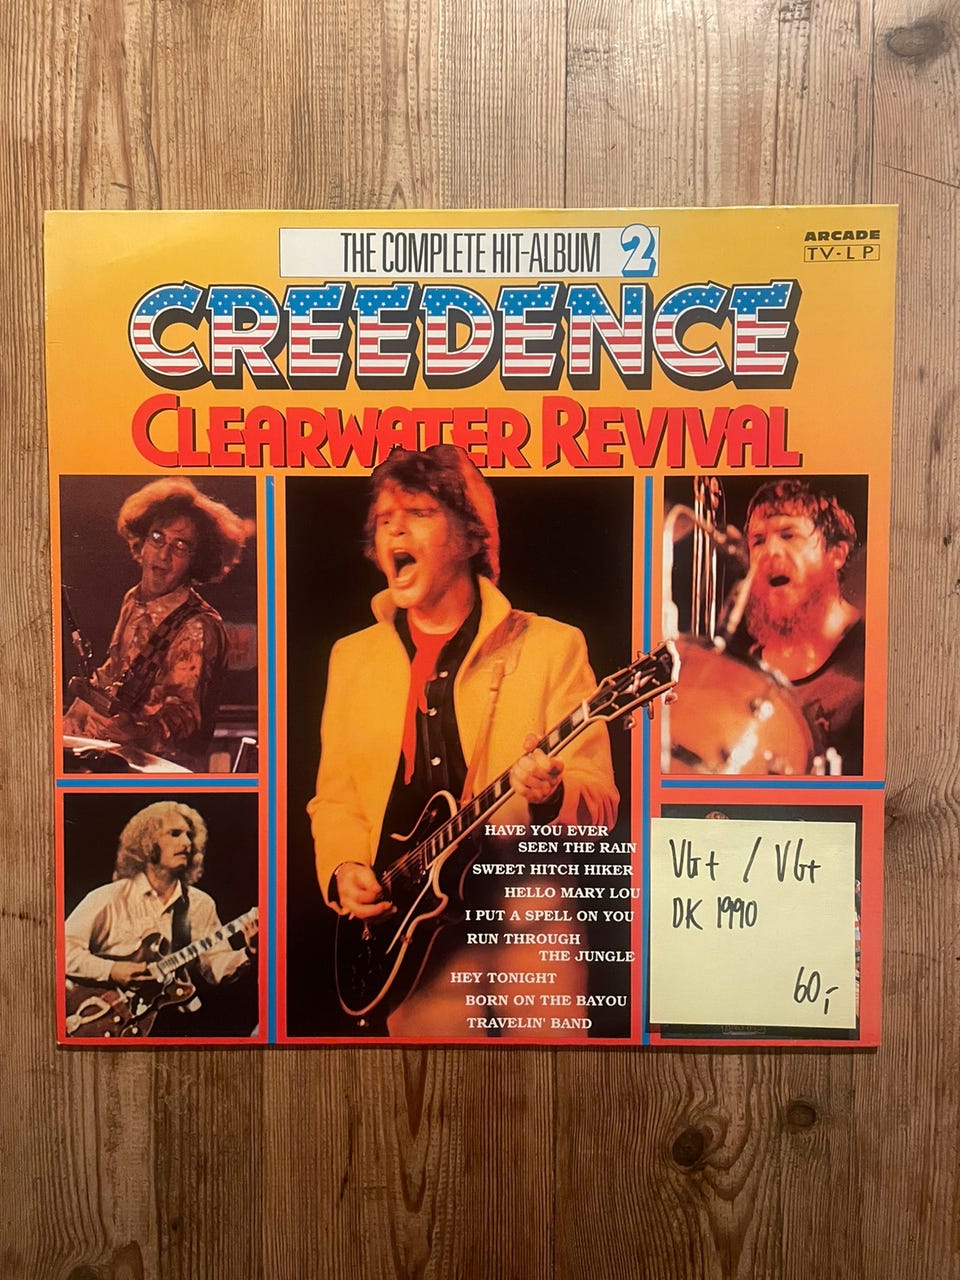 THE COMPLETE HIT-ALBUM 2
ARCADE
TV-LP
CREEDENCE
CLEARWATER REVIVAL
HAVE YOU EVER
SEEN THE RAIN
SWEET HITCH HIKER
HELLO MARY LOU
I PUT A SPELL ON YOU
RUN THROUGH
THE JUNGLE
HEY TONIGHT
BORN ON THE BAYOU
TRAVELIN' BAND
VG+ / VG+
DK 1990
60,-